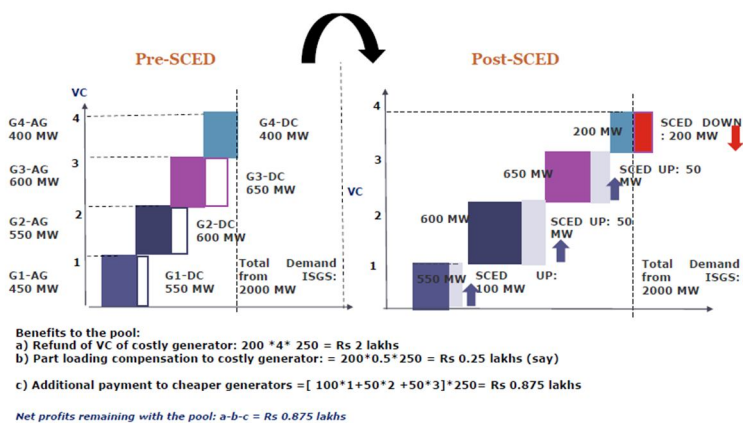 Pre-SCED
Post-SCED
VC
4
3
2
1
G4-AG
400 MW
G3-AG
600 MW
G2-AG
550 MW
G1-AG
450 MW
G4-DC
400 MW
G3-DC
650 MW
G2-DC
600 MW
G1-DC
550 MW
Total Demand
from ISGS:
2000 MW
VC
4
3
2
1
200 MW
SCED DOWN
: 200 MW
650 MW
SCED UP: 50
MW
600 MW
SCED UP: 50
MW
550 MW
SCED UP:
100 MW
Total Demand
from ISGS:
2000 MW
Benefits to the pool:
a) Refund of VC of costly generator: 200 *4* 250 = Rs 2 lakhs
b) Part loading compensation to costly generator: = 200*0.5*250 = Rs 0.25 lakhs (say)
c) Additional payment to cheaper generators =[ 100*1+50*2 +50*3]*250= Rs 0.875 lakhs
Net profits remaining with the pool: a-b-c = Rs 0.875 lakhs